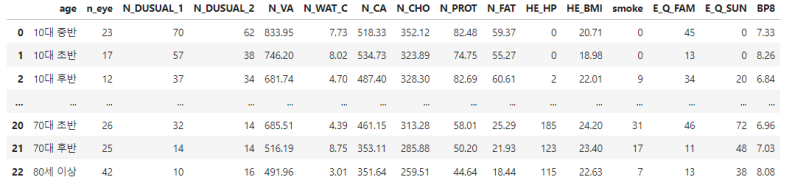 age n_eye N_DUSUAL_1 N_DUSUAL_2 N_VA N_WAT_C N_CA N_CHO N_PROT N_FAT HE_HP HE_BMI smoke E_Q_FAM E_Q_SUN BP8
0 10대 중반 23 70 62 833.95 7.73 518.33 352.12 82.48 59.37 0 20.71 0 45 0 7.33
1 10대 초반 17 57 38 746.20 8.02 534.73 323.89 74.75 55.27 0 18.98 0 13 0 8.26
2 10대 후반 12 37 34 681.74 4.70 487.40 328.30 82.69 60.61 2 22.01 9 34 20 6.84
... ... ... ... ... ... ... ... ... ... ... ... ... ... ... ... ...
20 70대 초반 26 32 14 685.51 4.39 461.15 313.28 58.01 25.29 185 24.20 31 46 72 6.96
21 70대 후반 25 14 14 516.19 8.75 353.11 285.88 50.20 21.93 123 23.40 17 11 48 7.03
22 80세 이상 42 10 16 491.96 3.01 351.64 259.51 44.64 18.44 115 22.63 7 13 38 8.08